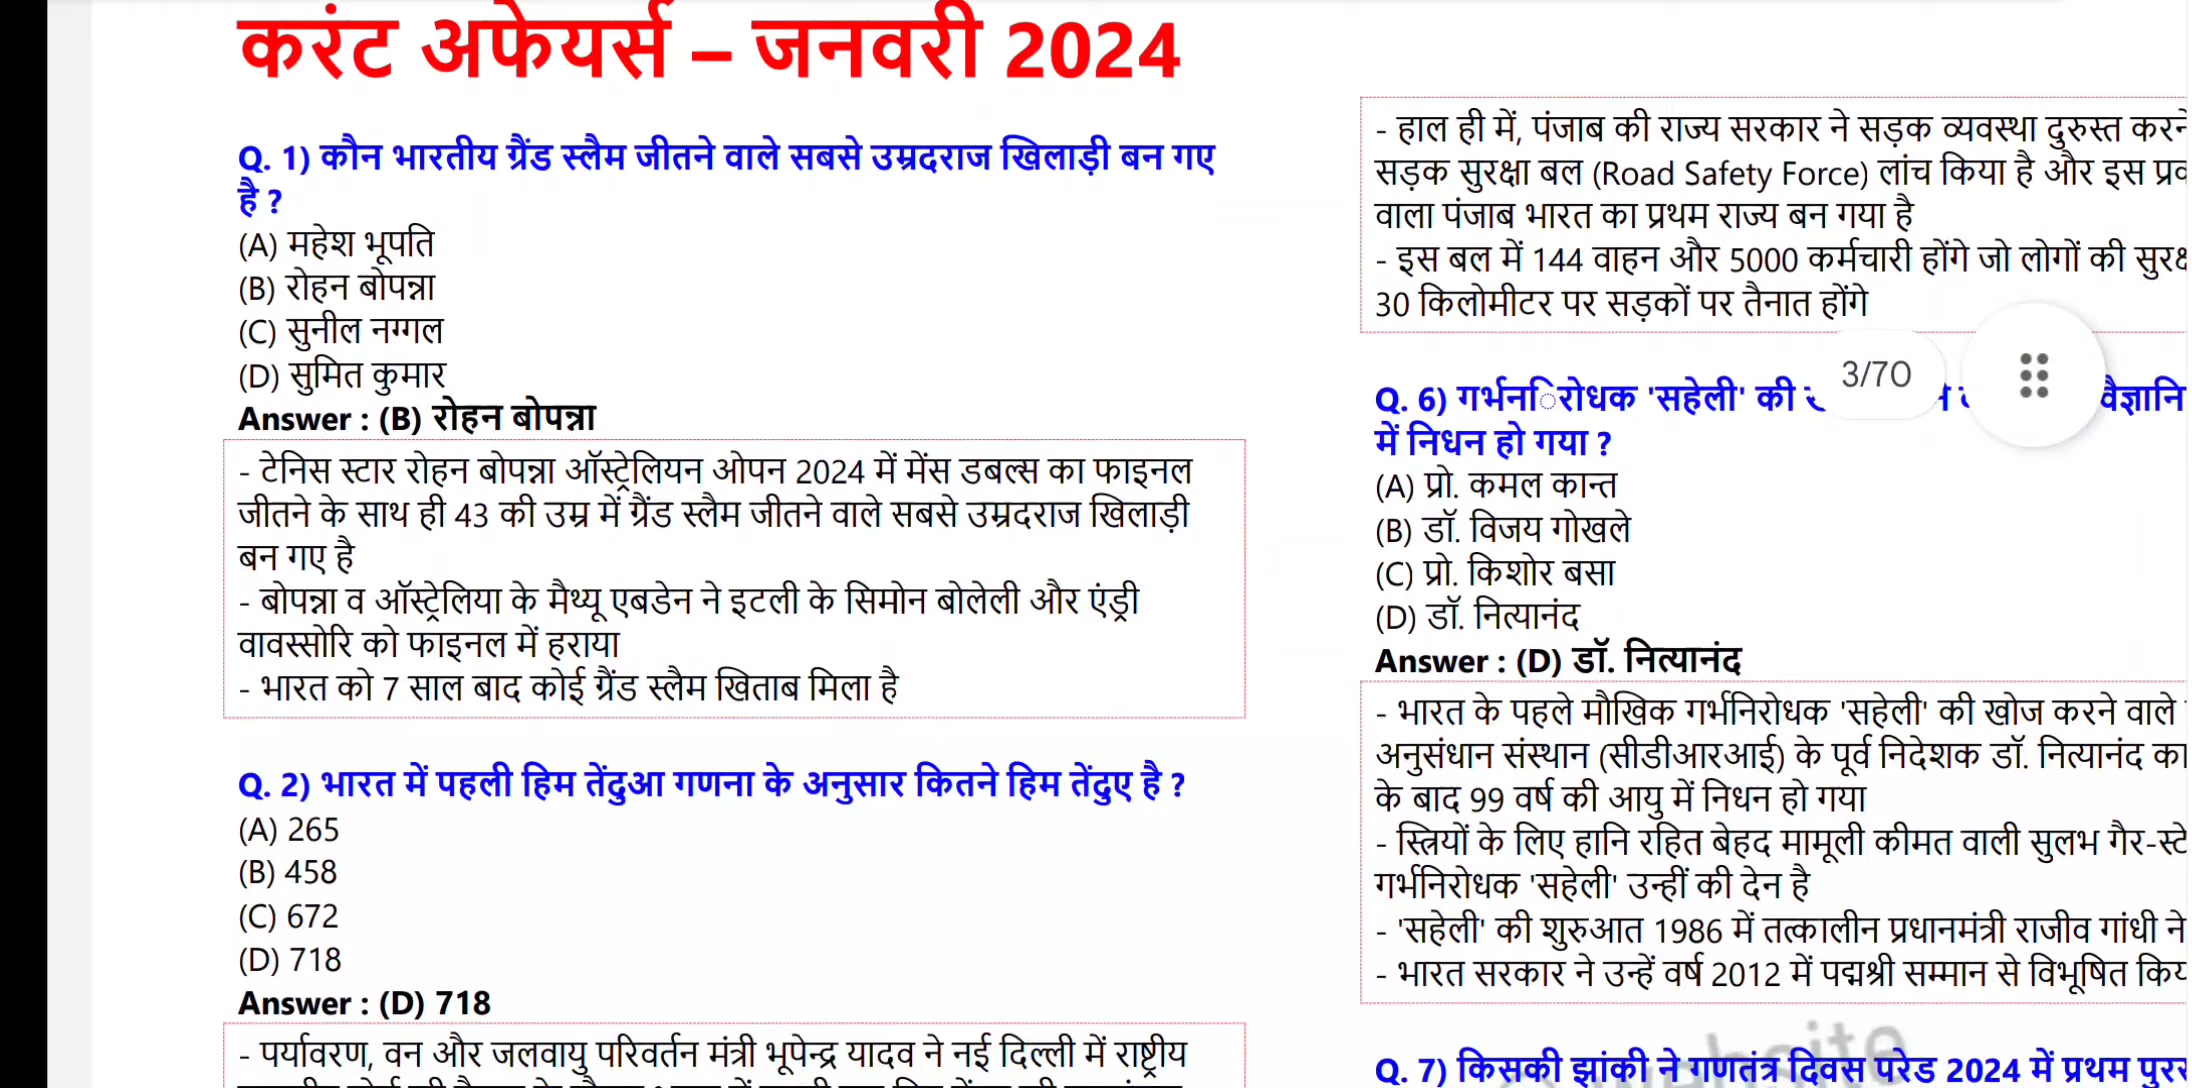 करंट अफेयर्स – जनवरी 2024
Q. 1) कौन भारतीय ग्रैंड स्लैम जीतने वाले सबसे उम्रदराज खिलाड़ी बन गए
है ?
(A) महेश भूपति
(B) रोहन बोपन्ना
(C) सुनील नग्गल
(D) सुमित कुमार
Answer : (B) रोहन बोपन्ना
- टेनिस स्टार रोहन बोपन्ना ऑस्ट्रेलियन ओपन 2024 में मेंस डबल्स का फाइनल
जीतने के साथ ही 43 की उम्र में ग्रैंड स्लैम जीतने वाले सबसे उम्रदराज खिलाड़ी
बन गए है
- बोपन्ना व ऑस्ट्रेलिया के मैथ्यू एबडेन ने इटली के सिमोन बोलेली और एंड्री
वावस्सोरि को फाइनल में हराया
- भारत को 7 साल बाद कोई ग्रैंड स्लैम खिताब मिला है
Q. 2) भारत में पहली हिम तेंदुआ गणना के अनुसार कितने हिम तेंदुए है ?
(A) 265
(B) 458
(C) 672
(D) 718
Answer : (D) 718
- पर्यावरण, वन और जलवायु परिवर्तन मंत्री भूपेन्द्र यादव ने नई दिल्ली में राष्ट्रीय
- हाल ही में, पंजाब की राज्य सरकार ने सड़क व्यवस्था दुरुस्त
सड़क सुरक्षा बल (Road Safety Force) लांच किया है और इस
वाला पंजाब भारत का प्रथम राज्य बन गया है
- इस बल में 144 वाहन और 5000 कर्मचारी होंगे जो लोगों की
30 किलोमीटर पर सड़कों पर तैनात होंगे
3/70
Q. 6) गर्भनिरोधक 'सहेली' की
में निधन हो गया ?
(A) प्रो. कमल कान्त
(B) डॉ. विजय गोखले
(C) प्रो. किशोर बसा
(D) डॉ. नित्यानंद
Answer : (D) डॉ. नित्यानंद
- भारत के पहले मौखिक गर्भनिरोधक 'सहेली' की खोज करने वाले
अनुसंधान संस्थान (सीडीआरआई) के पूर्व निदेशक डॉ. नित्यानंद का
के बाद 99 वर्ष की आयु में निधन हो गया
- स्त्रियों के लिए हानि रहित बेहद मामूली कीमत वाली सुलभ
गर्भनिरोधक 'सहेली' उन्हीं की देन है
- 'सहेली' की शुरुआत 1986 में तत्कालीन प्रधानमंत्री राजीव गांधी ने
- भारत सरकार ने उन्हें वर्ष 2012 में पद्मश्री सम्मान से विभूषित
Q. 7) किसकी झांकी ने गणतंत्र दिवस परेड 2024 में प्रथम